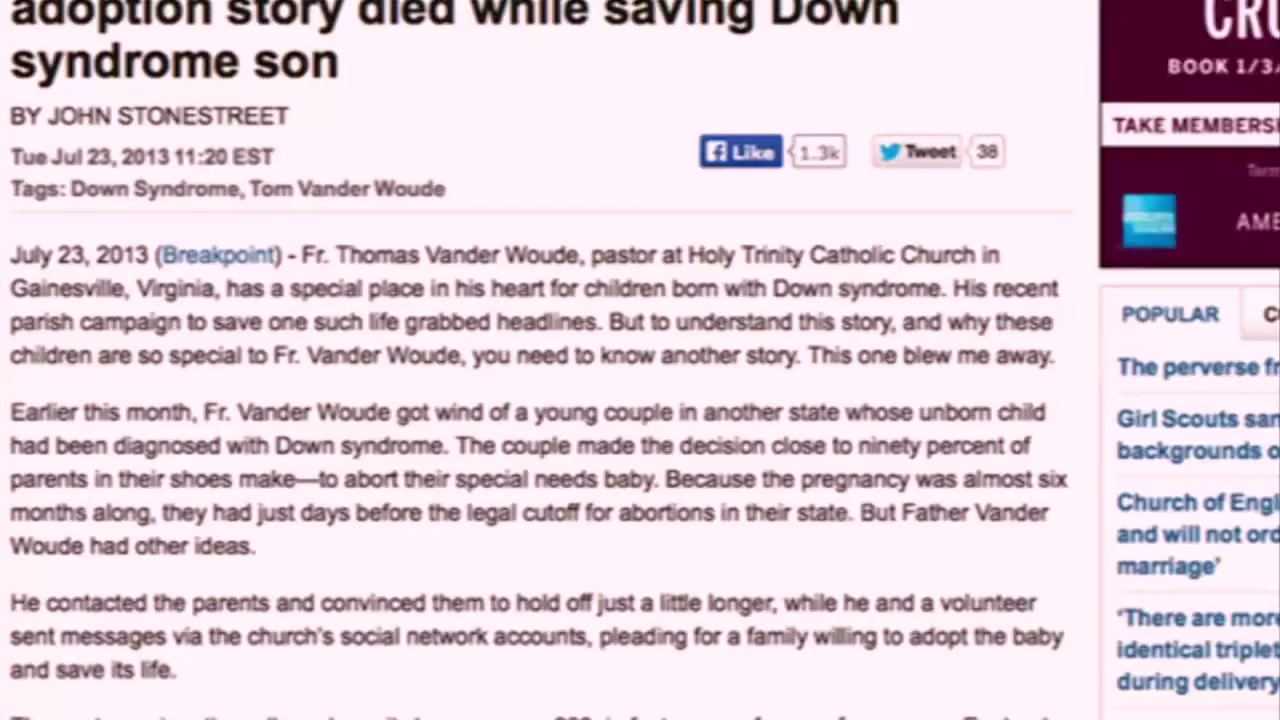 adoption story died while saving Down
syndrome son
BY JOHN STONESTREET
Tue Jul 23, 2013 11:20 EST
Tags: Down Syndrome, Tom Vander Woude
Like 1.3k Tweet 38
July 23, 2013 (Breakpoint) - Fr. Thomas Vander Woude, pastor at Holy Trinity Catholic Church in
Gainesville, Virginia, has a special place in his heart for children born with Down syndrome. His recent
parish campaign to save one such life grabbed headlines. But to understand this story, and why these
children are so special to Fr. Vander Woude, you need to know another story. This one blew me away.
Earlier this month, Fr. Vander Woude got wind of a young couple in another state whose unborn child
had been diagnosed with Down syndrome. The couple made the decision close to ninety percent of
parents in their shoes make—to abort their special needs baby. Because the pregnancy was almost six
months along, they had just days before the legal cutoff for abortions in their state. But Father Vander
Woude had other ideas.
He contacted the parents and convinced them to hold off just a little longer, while he and a volunteer
sent messages via the church's social network accounts, pleading for a family willing to adopt the baby
and save its life.
CRU
BOOK 1/3
TAKE MEMBERS
AME
POPULAR
The perverse fr
Girl Scouts san
backgrounds o
Church of Engl
and will not ord
marriage'
'There are more
identical triplet
during delivery